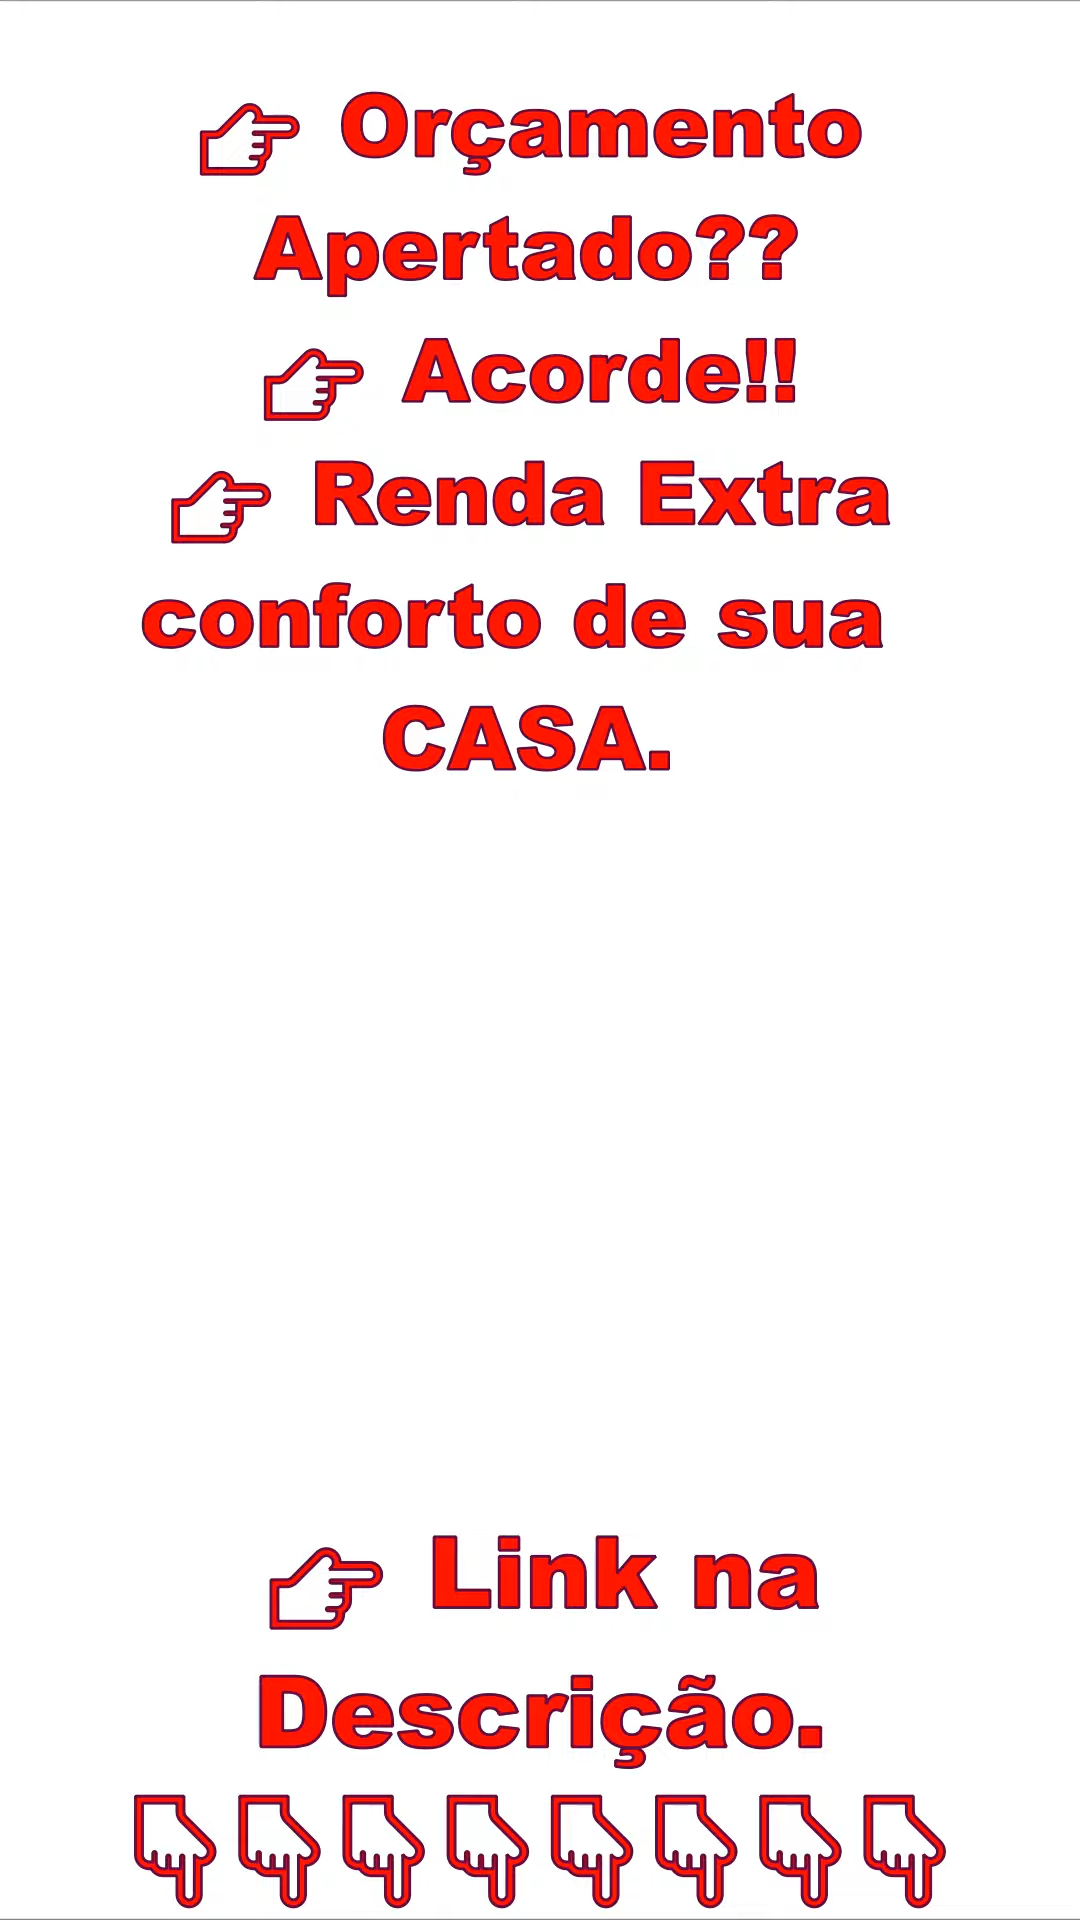 👉 Orçamento
Apertado??
👉 Acorde!!
👉 Renda Extra
conforto de sua
CASA.
👉 Link na
Descrição.
👇👇👇👇👇👇👇👇